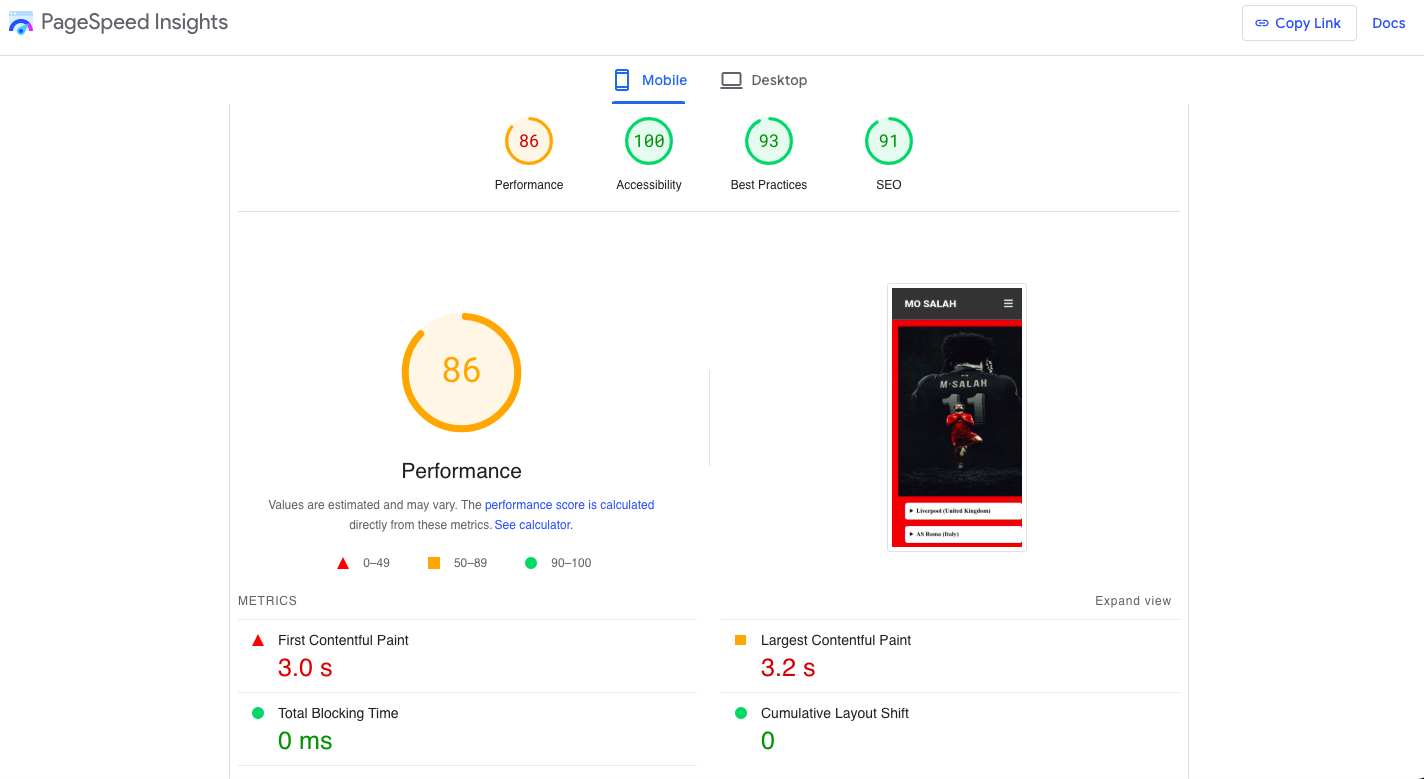 PageSpeed Insights
Copy Link
Docs
Mobile
Desktop
86
100
93
91
Performance
Accessibility
Best Practices
SEO
MO SALAH
M·SALAH
11
Liverpool (United Kingdom)
AS Roma (Italy)
86
Performance
Values are estimated and may vary. The performance score is calculated
directly from these metrics. See calculator.
0–49
50–89
90–100
METRICS
Expand view
First Contentful Paint
3.0 s
Largest Contentful Paint
3.2 s
Total Blocking Time
0 ms
Cumulative Layout Shift
0